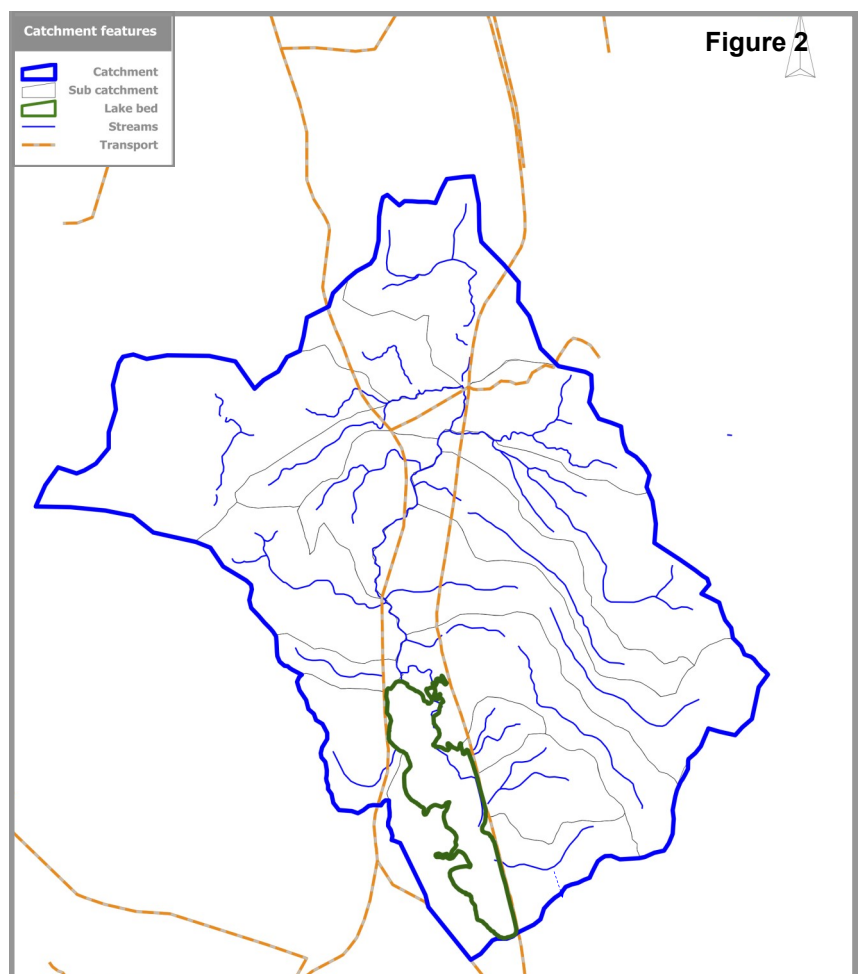 Catchment features
Figure 2
Catchment
Sub catchment
Lake bed
Streams
Transport